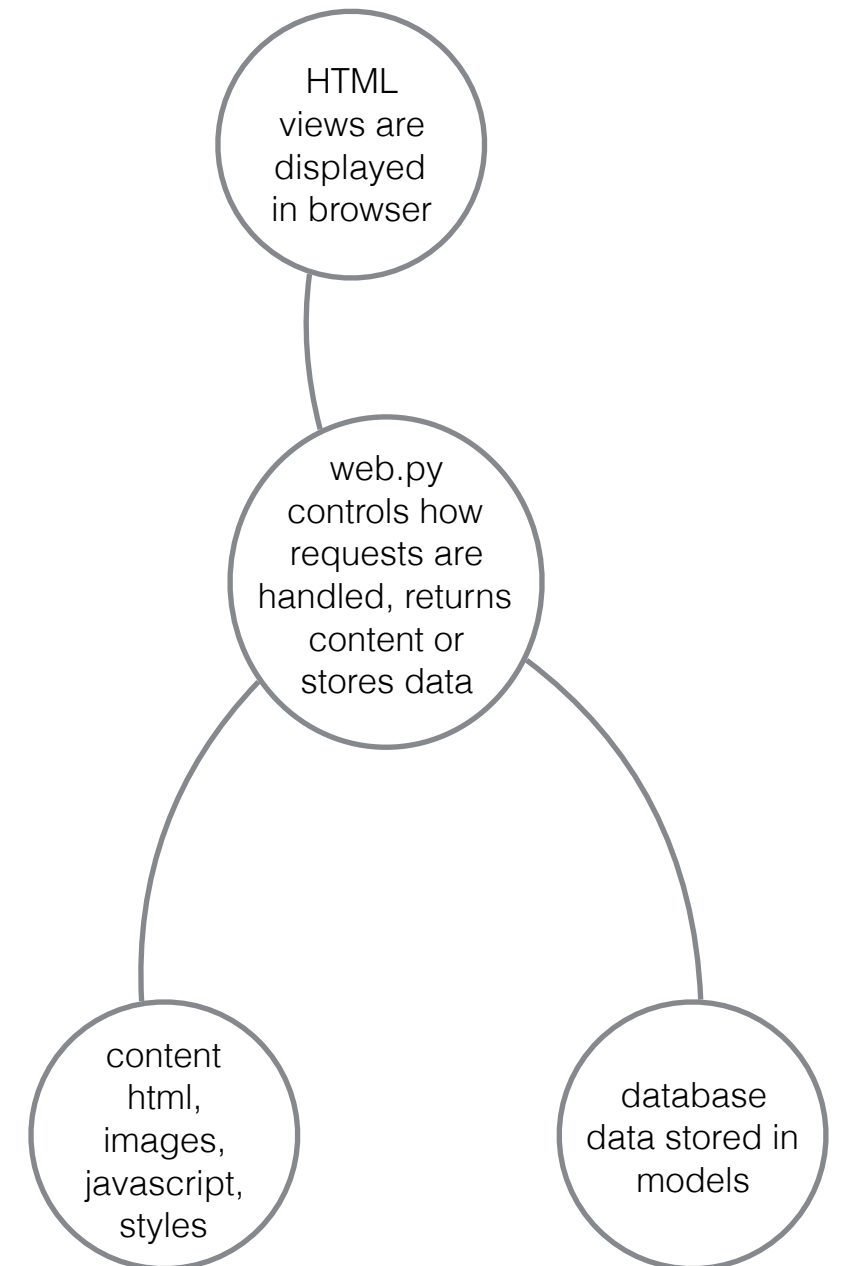 HTML
views are
displayed
in browser
web.py
controls how
requests are
handled, returns
content or
stores data
content
html,
images,
javascript,
styles
database
data stored in
models